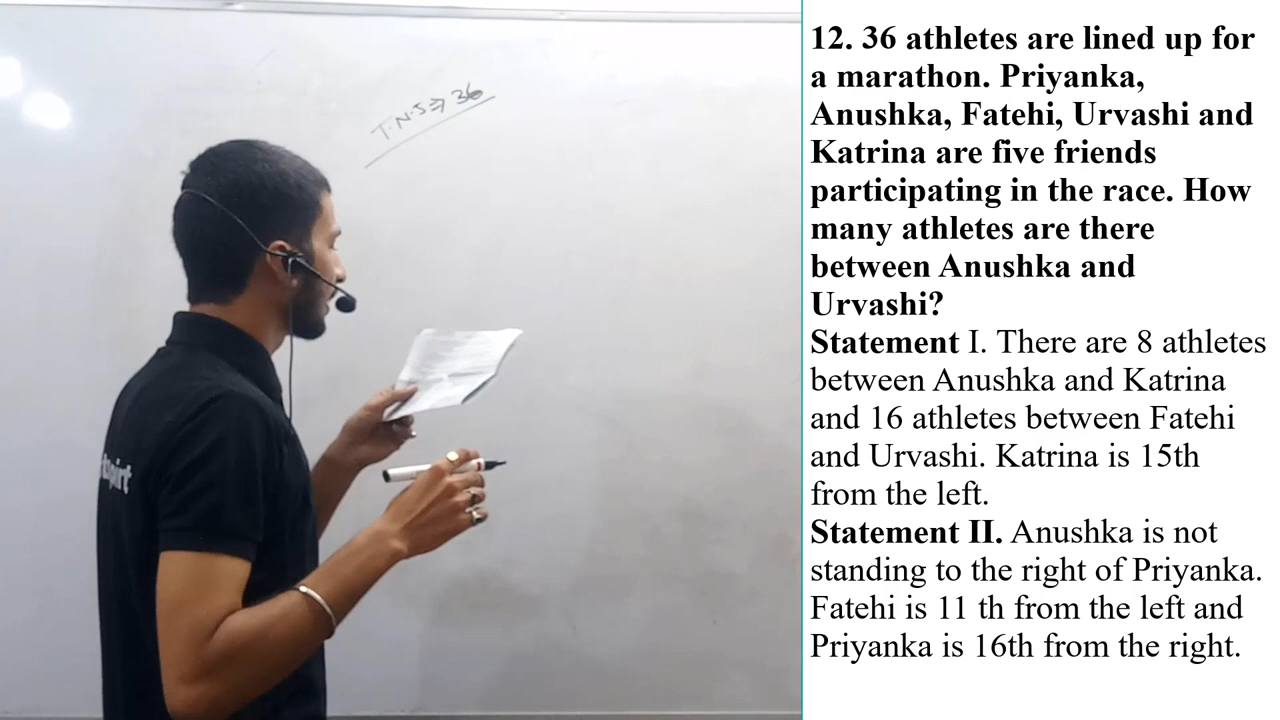 T.N.S ⇒ 36
12. 36 athletes are lined up for
a marathon. Priyanka,
Anushka, Fatehi, Urvashi and
Katrina are five friends
participating in the race. How
many athletes are there
between Anushka and
Urvashi?
Statement I. There are 8 athletes
between Anushka and Katrina
and 16 athletes between Fatehi
and Urvashi. Katrina is 15th
from the left.
Statement II. Anushka is not
standing to the right of Priyanka.
Fatehi is 11 th from the left and
Priyanka is 16th from the right.